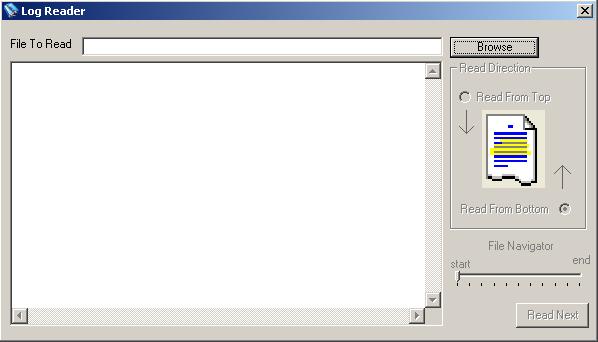 Log Reader
File To Read
Browse
Read Direction
Read From Top
Read From Bottom
File Navigator
start
end
Read Next